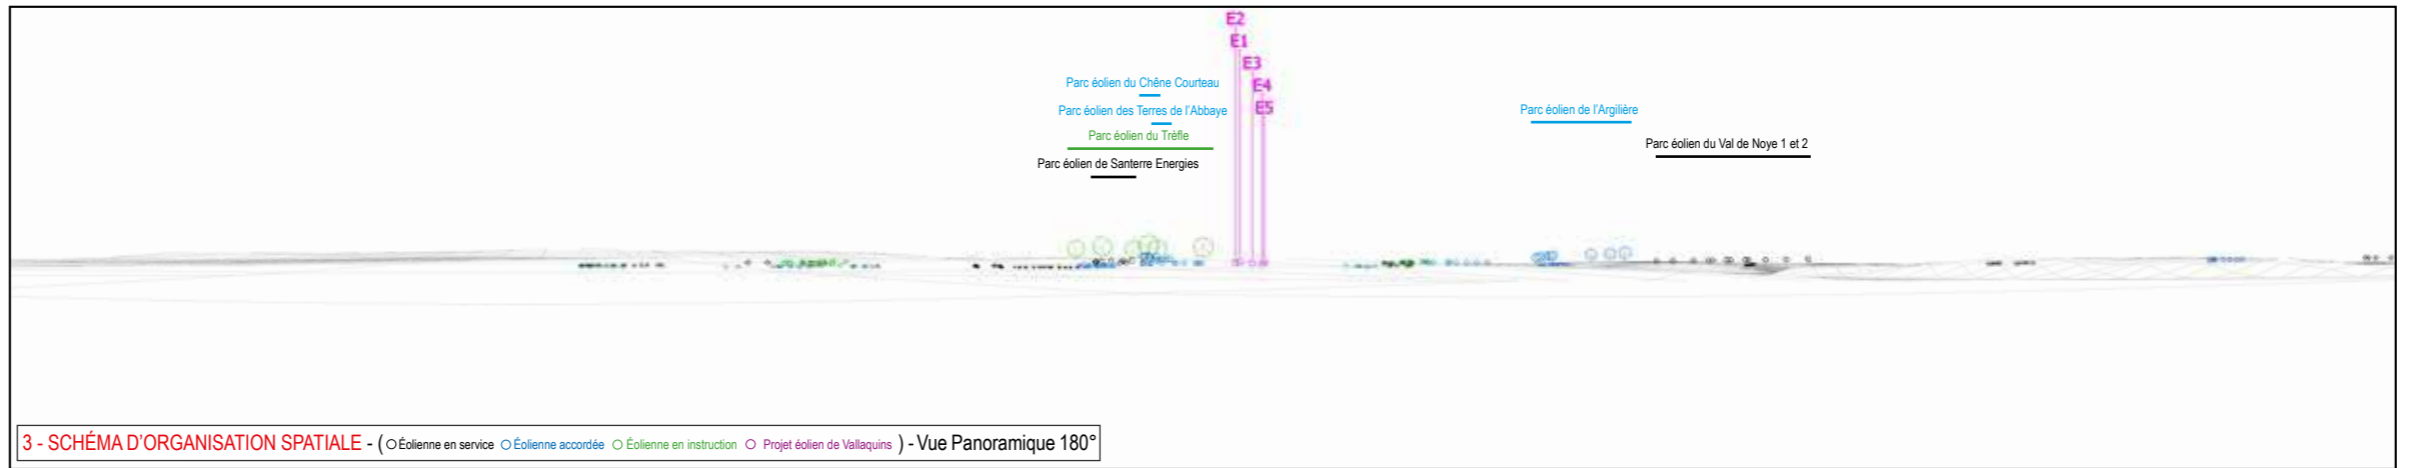 E2
E1
E3
E4
E5
Parc éolien du Chêne Courteau
Parc éolien des Terres de l'Abbaye
Parc éolien du Trèfle
Parc éolien de Santerre Energies
Parc éolien de l'Argilière
Parc éolien du Val de Noye 1 et 2
3 - SCHÉMA D'ORGANISATION SPATIALE - ( Éolienne en service Éolienne accordée Éolienne en instruction Projet éolien de Vallaquins ) - Vue Panoramique 180°